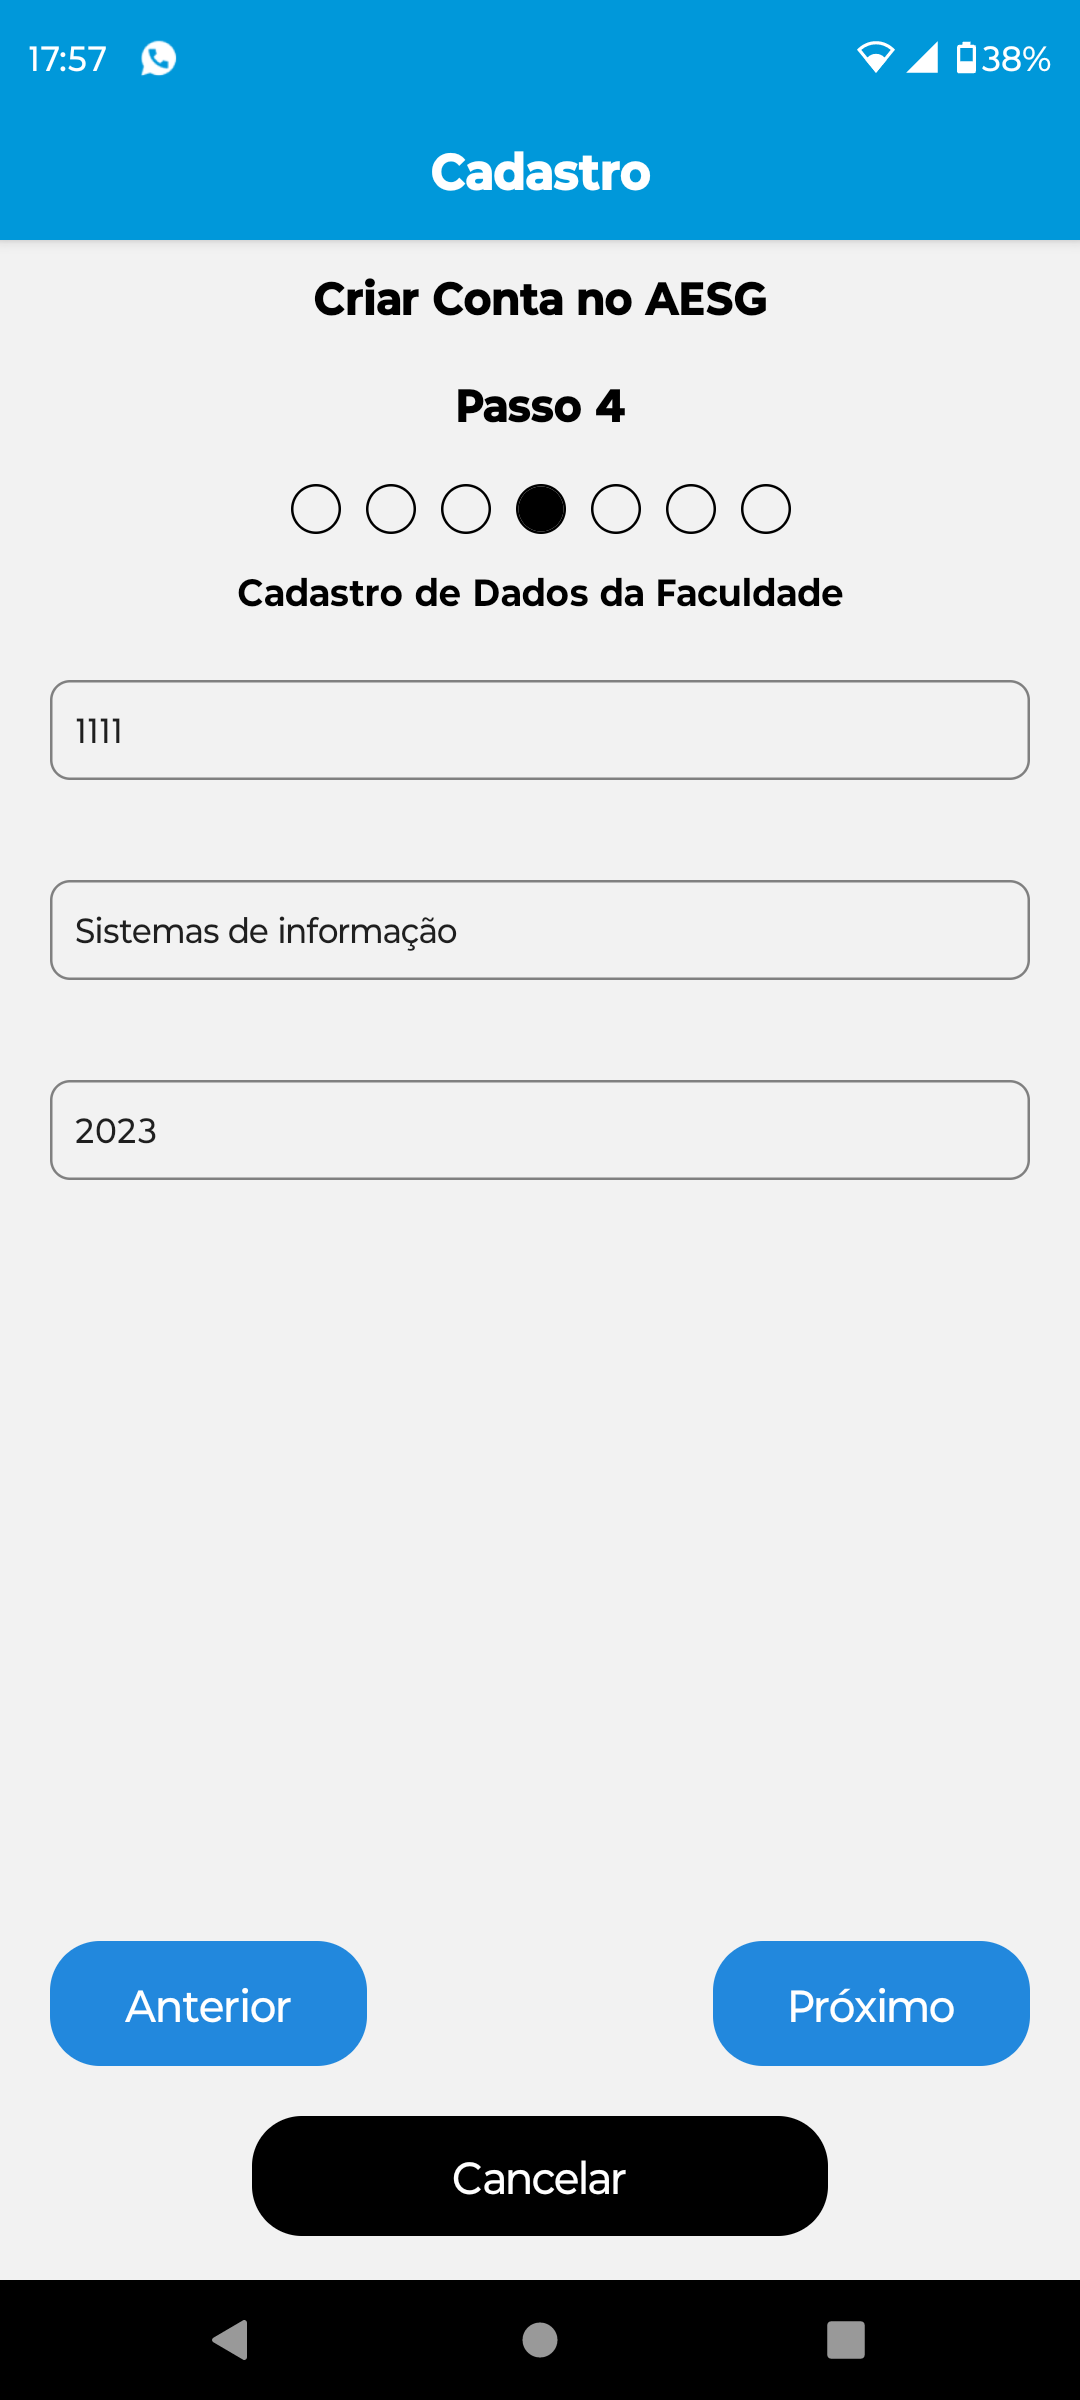 17:57
38%
Cadastro
Criar Conta no AESG
Passo 4
Cadastro de Dados da Faculdade
1111
Sistemas de informação
2023
Anterior
Próximo
Cancelar